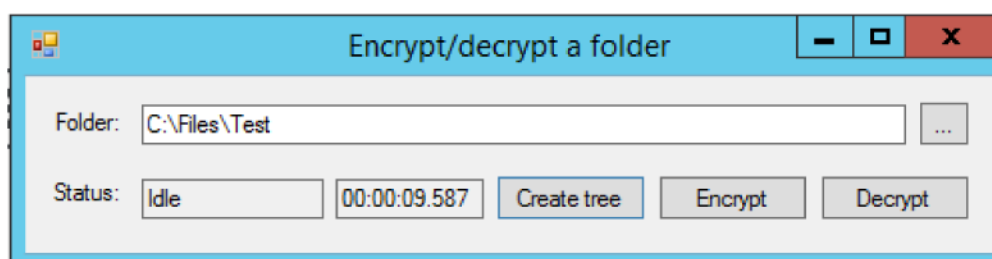 Encrypt/decrypt a folder
Folder: C:\Files\Test ...
Status: Idle 00:00:09.587 Create tree Encrypt Decrypt